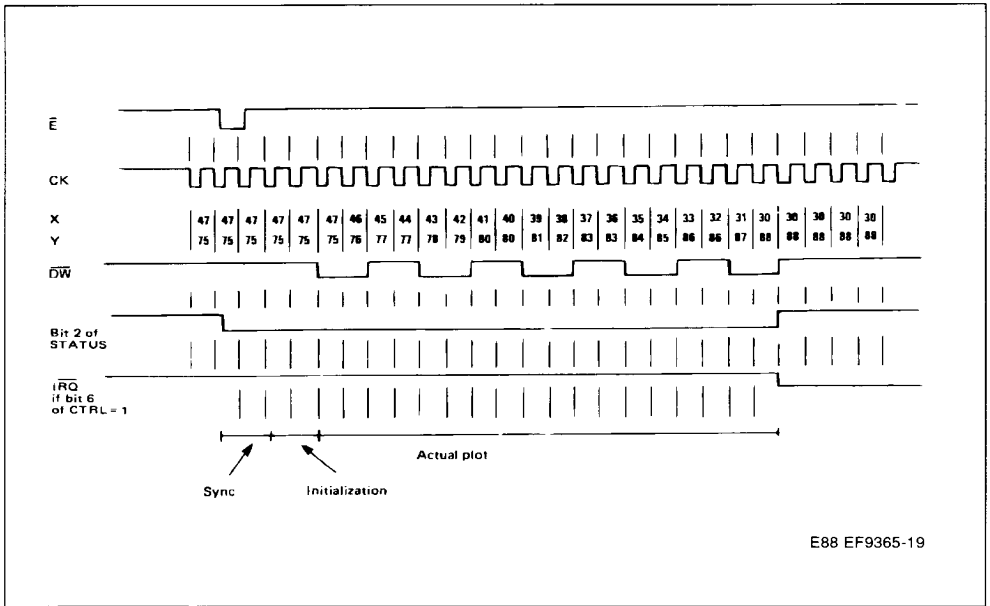 E
CK
X 47 47 47 47 47 47 46 45 44 43 42 41 40 39 38 37 36 35 34 33 32 31 30 30 30 30 30
Y 75 75 75 75 75 75 76 77 77 78 79 80 80 81 82 83 83 84 85 86 86 87 88 88 88 88 88
DW
Bit 2 of
STATUS
IRQ
if bit 6
of CTRL = 1
Actual plot
Sync
Initialization
E88 EF9365-19